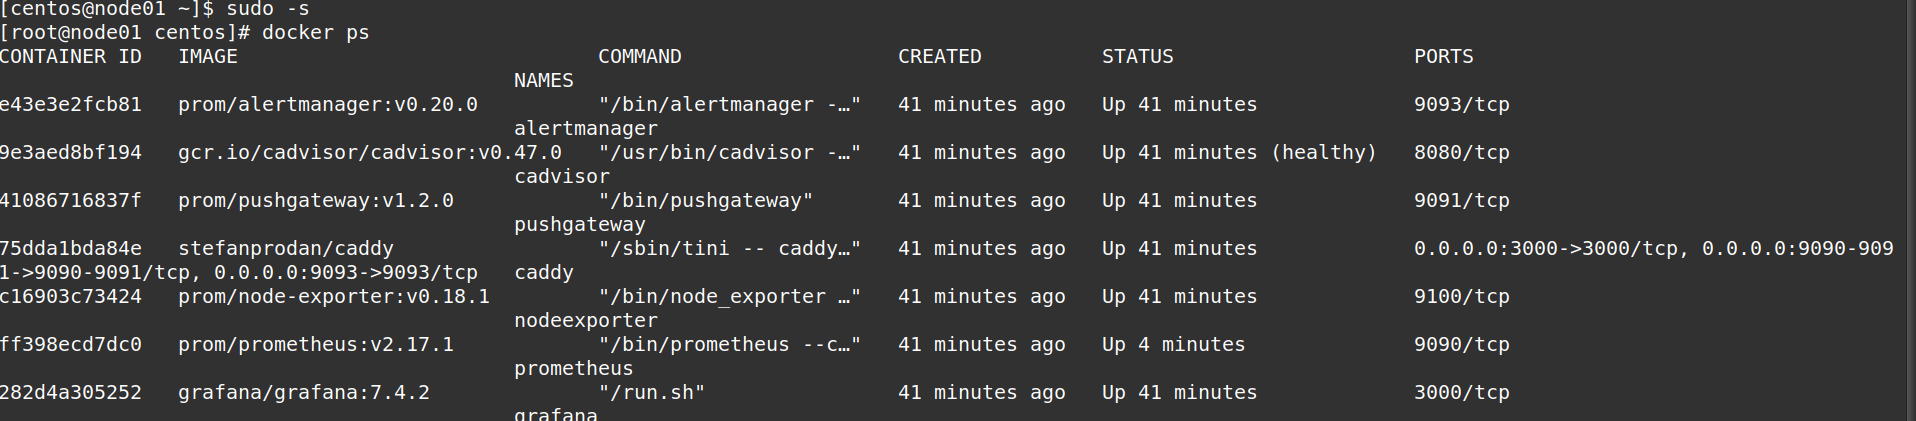 [centos@node01 ~]$ sudo -s
[root@node01 centos]# docker ps
CONTAINER ID   IMAGE                              COMMAND                  CREATED          STATUS                    PORTS
                                           NAMES
e43e3e2fcb81   prom/alertmanager:v0.20.0          "/bin/alertmanager -…"   41 minutes ago   Up 41 minutes             9093/tcp
                                           alertmanager
9e3aed8bf194   gcr.io/cadvisor/cadvisor:v0.47.0   "/usr/bin/cadvisor -…"   41 minutes ago   Up 41 minutes (healthy)   8080/tcp
                                           cadvisor
41086716837f   prom/pushgateway:v1.2.0            "/bin/pushgateway"       41 minutes ago   Up 41 minutes             9091/tcp
                                           pushgateway
75dda1bda84e   stefanprodan/caddy                 "/sbin/tini -- caddy…"   41 minutes ago   Up 41 minutes             0.0.0.0:3000->3000/tcp, 0.0.0.0:9090-909
1->9090-9091/tcp, 0.0.0.0:9093->9093/tcp   caddy
c16903c73424   prom/node-exporter:v0.18.1         "/bin/node_exporter …"   41 minutes ago   Up 41 minutes             9100/tcp
                                           nodeexporter
ff398ecd7dc0   prom/prometheus:v2.17.1            "/bin/prometheus --c…"   41 minutes ago   Up 4 minutes              9090/tcp
                                           prometheus
282d4a305252   grafana/grafana:7.4.2              "/run.sh"                41 minutes ago   Up 41 minutes             3000/tcp
                                           grafana